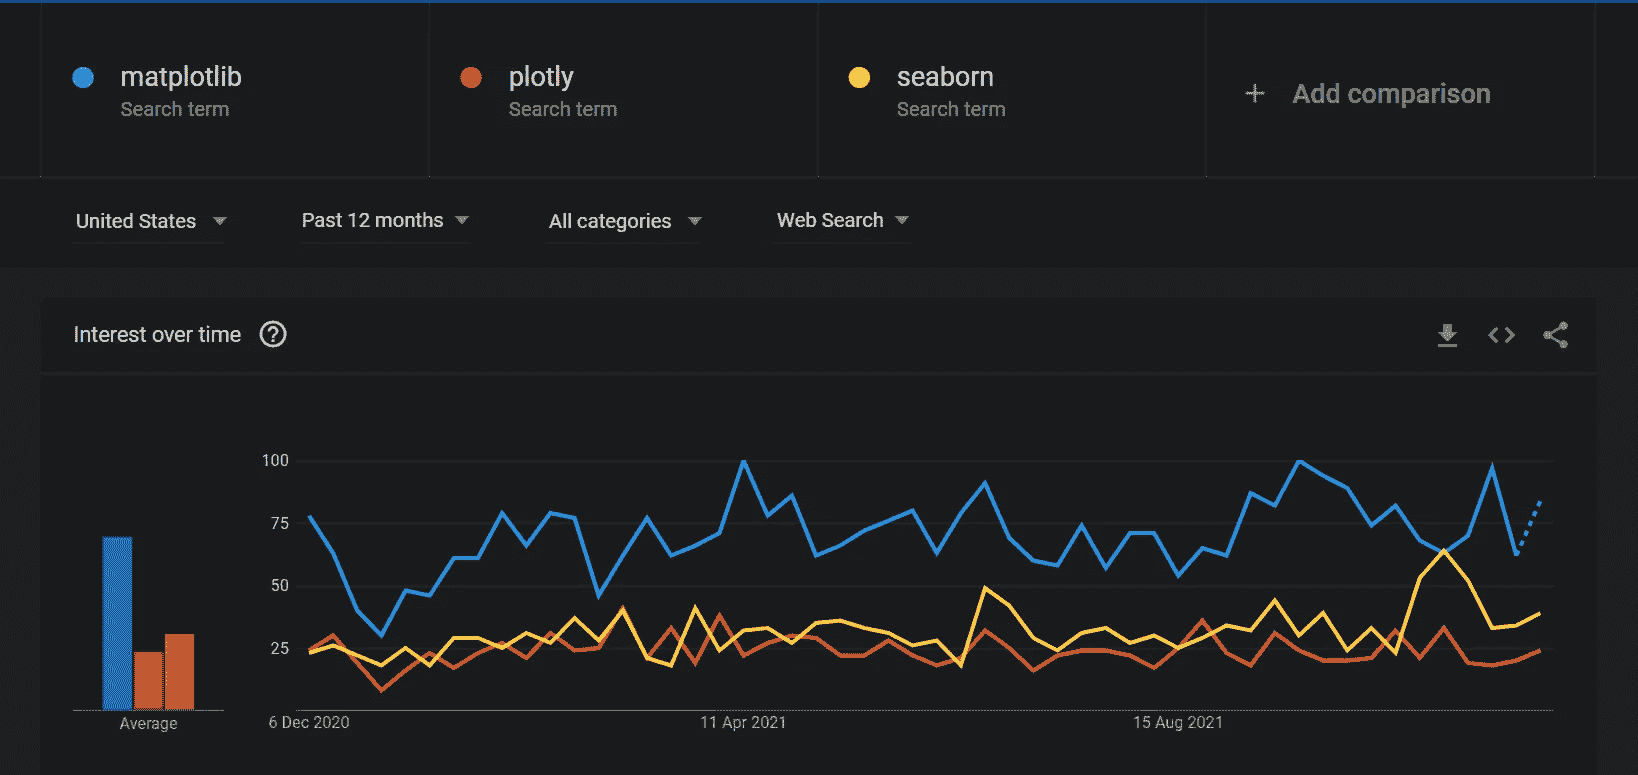 matplotlib
Search term
plotly
Search term
seaborn
Search term
+ Add comparison
United States
Past 12 months
All categories
Web Search
Interest over time ?
100
75
50
25
Average
6 Dec 2020
11 Apr 2021
15 Aug 2021